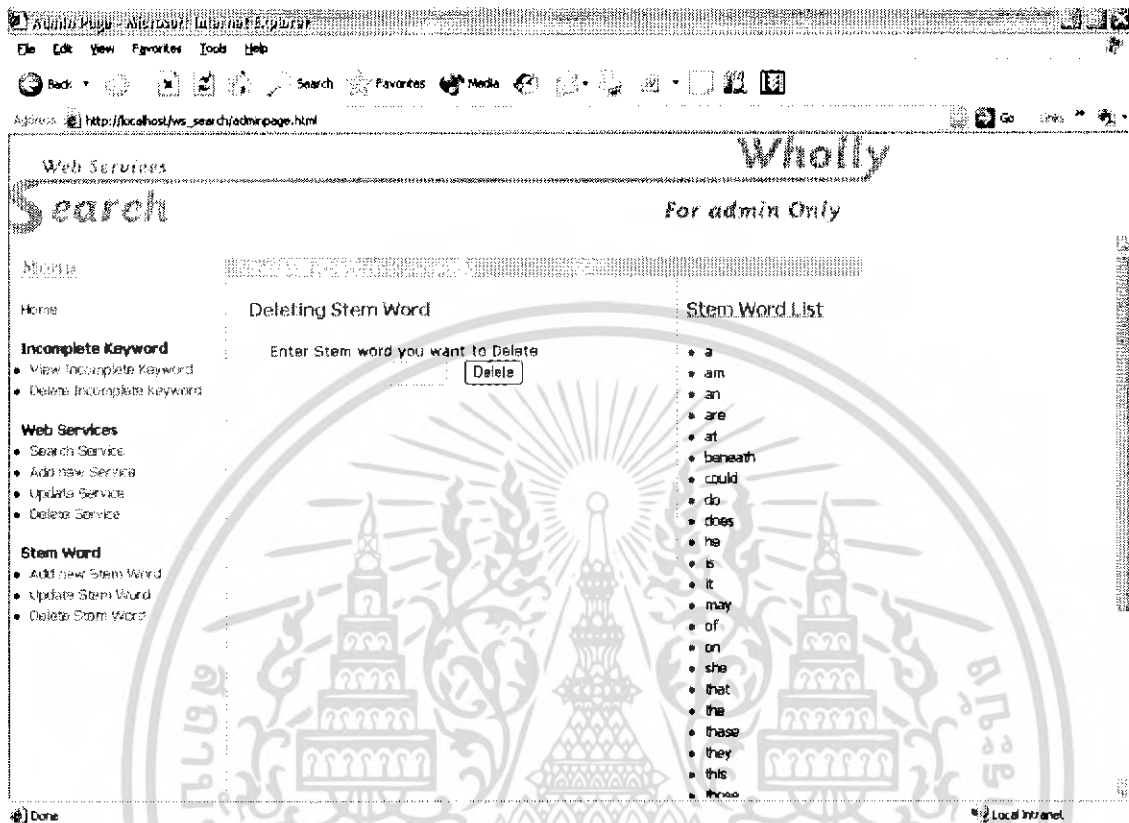 Admin Page - Microsoft Internet Explorer
File Edit View Favorites Tools Help
Back Search Favorites Media
Address http://localhost/ws_search/adminpage.html Go Links »
Web Services Wholly
Search For admin Only
Menu
Home
Incomplete Keyword
• View Incomplete Keyword
• Delete Incomplete Keyword
Web Services
• Search Service
• Add new Service
• Update Service
• Delete Service
Stem Word
• Add new Stem Word
• Update Stem Word
• Delete Stem Word
Deleting Stem Word
Enter Stem word you want to Delete
Delete
Stem Word List
• a
• am
• an
• are
• at
• beneath
• could
• do
• does
• he
• is
• it
• may
• of
• on
• she
• that
• the
• thase
• they
• this
Done Local intranet